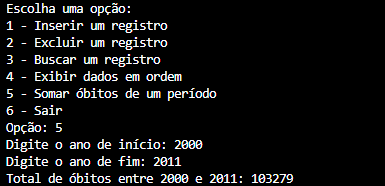 Escolha uma opção:
1 - Inserir um registro
2 - Excluir um registro
3 - Buscar um registro
4 - Exibir dados em ordem
5 - Somar óbitos de um período
6 - Sair
Opção: 5
Digite o ano de início: 2000
Digite o ano de fim: 2011
Total de óbitos entre 2000 e 2011: 103279